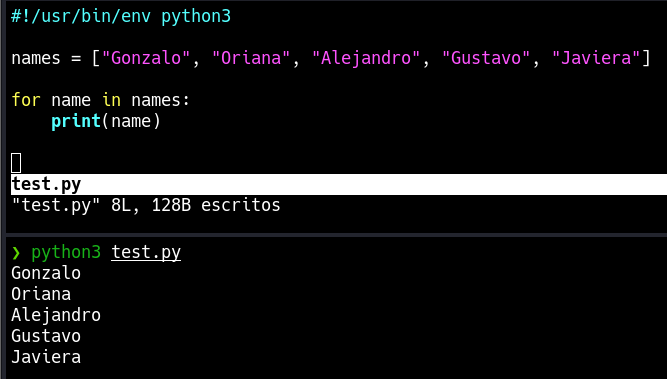 #!/usr/bin/env python3
names = ["Gonzalo", "Oriana", "Alejandro", "Gustavo", "Javiera"]
for name in names:
    print(name)
test.py
"test.py" 8L, 128B escritos
❯ python3 test.py
Gonzalo
Oriana
Alejandro
Gustavo
Javiera